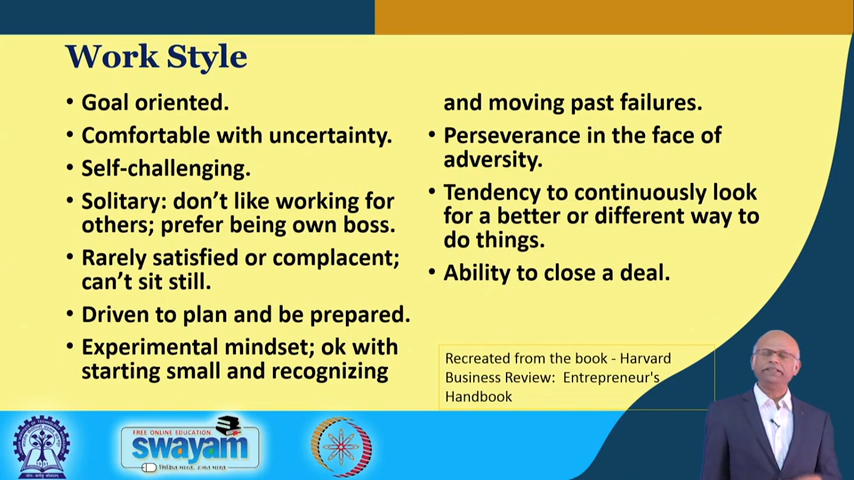 Work Style
• Goal oriented.
• Comfortable with uncertainty.
• Self-challenging.
• Solitary: don't like working for
others; prefer being own boss.
• Rarely satisfied or complacent;
can't sit still.
• Driven to plan and be prepared.
• Experimental mindset; ok with
starting small and recognizing
and moving past failures.
• Perseverance in the face of
adversity.
• Tendency to continuously look
for a better or different way to
do things.
• Ability to close a deal.
Recreated from the book - Harvard
Business Review: Entrepreneur's
Handbook
FREE ONLINE EDUCATION
swayam